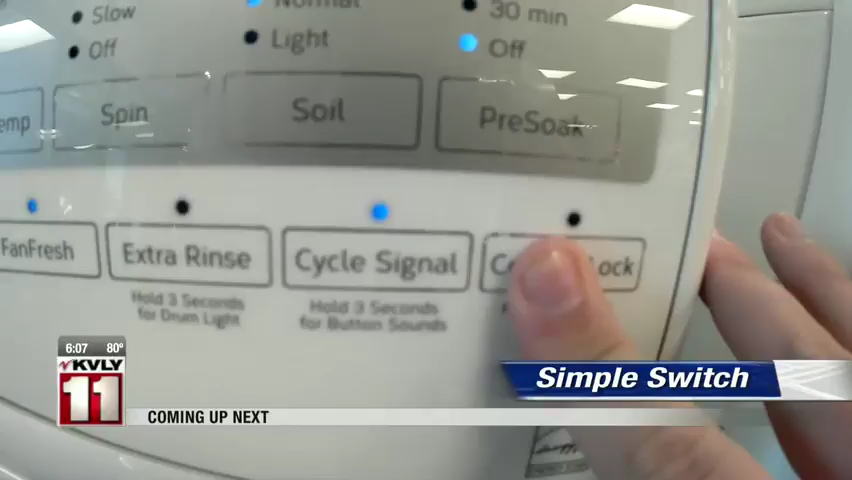 Slow
Normal
30 min
Off
Light
Off
emp
Spin
Soil
PreSoak
FanFresh
Extra Rinse
Cycle Signal
Co ock
Hold 3 Seconds
for Drum Light
Hold 3 Seconds
for Button Sounds
6:07 80°
KVLY
11
Simple Switch
COMING UP NEXT